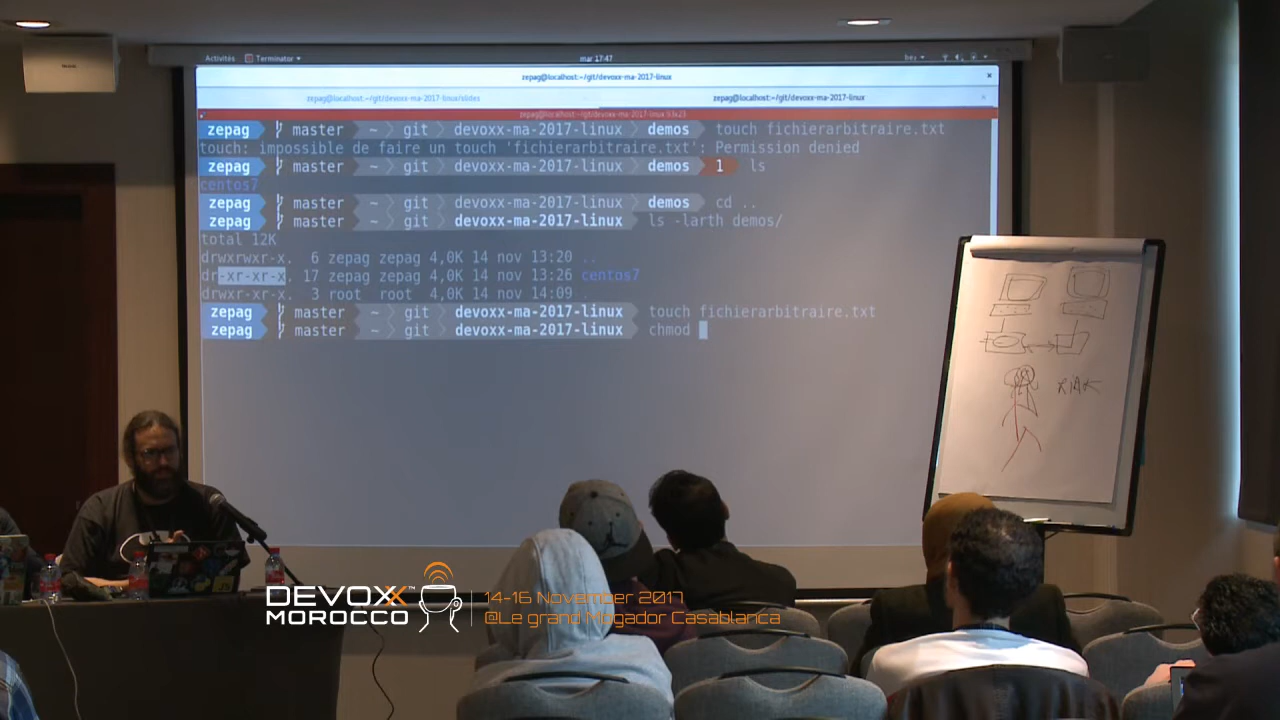 Activités Terminator mar 17:47
zepag@localhost:~/git/devoxx-ma-2017-linux
zepag@localhost:~/git/devoxx-ma-2017-linux/slides zepag@localhost:~/git/devoxx-ma-2017-linux
zepag@localhost:~/git/devoxx-ma-2017-linux
zepag master ~ git devoxx-ma-2017-linux demos touch fichierarbitraire.txt
touch: impossible de faire un touch 'fichierarbitraire.txt': Permission denied
zepag master ~ git devoxx-ma-2017-linux demos 1 ls
centos7
zepag master ~ git devoxx-ma-2017-linux demos cd ..
zepag master ~ git devoxx-ma-2017-linux ls -larth demos/
total 12K
drwxrwxr-x. 6 zepag zepag 4,0K 14 nov 13:20 ..
dr-xr-xr-x. 17 zepag zepag 4,0K 14 nov 13:26 centos7
drwxr-xr-x. 3 root root 4,0K 14 nov 14:09 .
zepag master ~ git devoxx-ma-2017-linux touch fichierarbitraire.txt
zepag master ~ git devoxx-ma-2017-linux chmod
DEVOXX™ MOROCCO
14-16 November 2017
@Le grand Mogador Casablanca